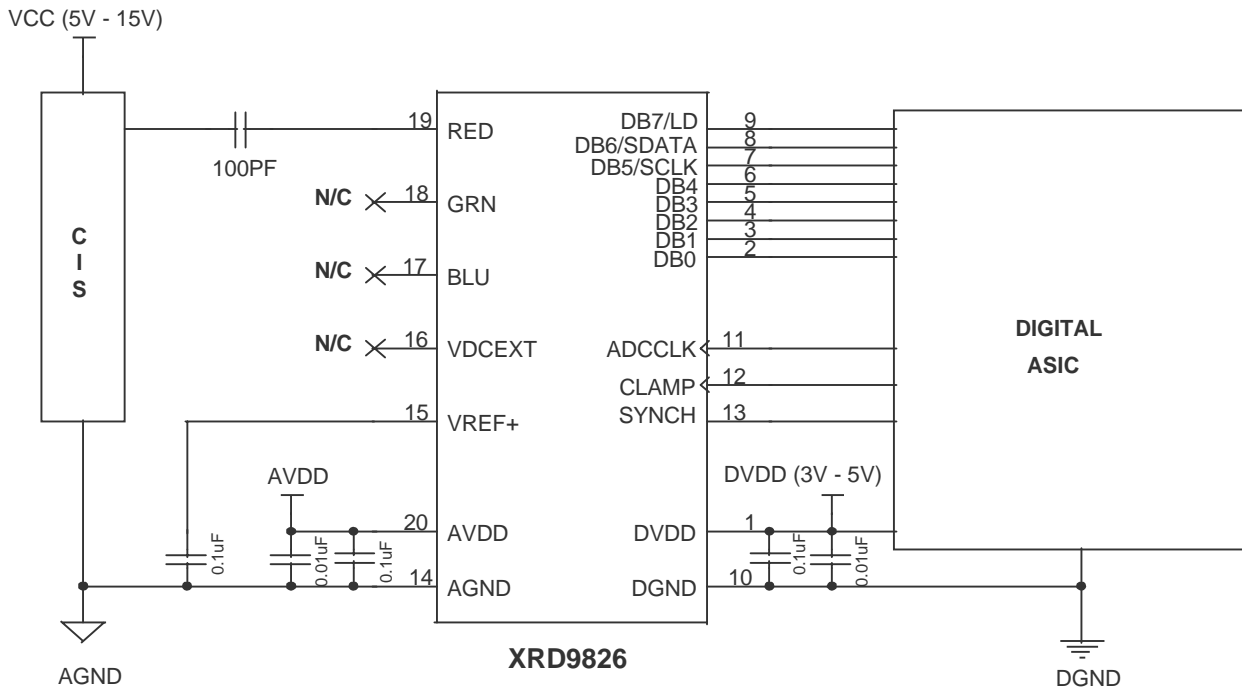 VCC (5V - 15V)
C
I
S
100PF
19 RED
N/C 18 GRN
N/C 17 BLU
N/C 16 VDCEXT
15 VREF+
AVDD
20 AVDD
14 AGND
0.1uF
0.01uF
0.1uF
AGND
DB7/LD 9
DB6/SDATA 8
DB5/SCLK 7
DB4 6
DB3 5
DB2 4
DB1 3
DB0 2
ADCCLK 11
CLAMP 12
SYNCH 13
DVDD (3V - 5V)
DVDD 1
DGND 10
0.1uF
0.01uF
XRD9826
DIGITAL
ASIC
DGND